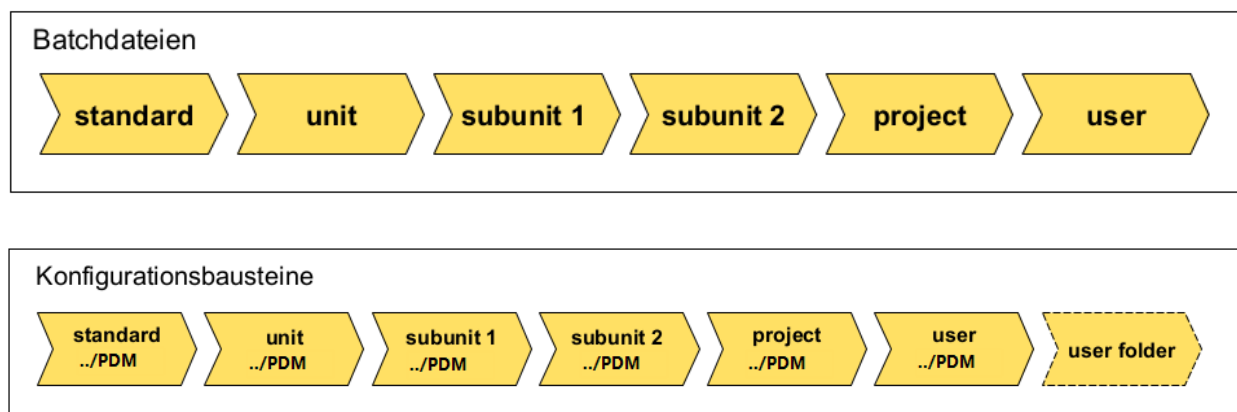 Batchdateien
standard unit subunit 1 subunit 2 project user
Konfigurationsbausteine
standard unit subunit 1 subunit 2 project user
../PDM ../PDM ../PDM ../PDM ../PDM ../PDM
user folder